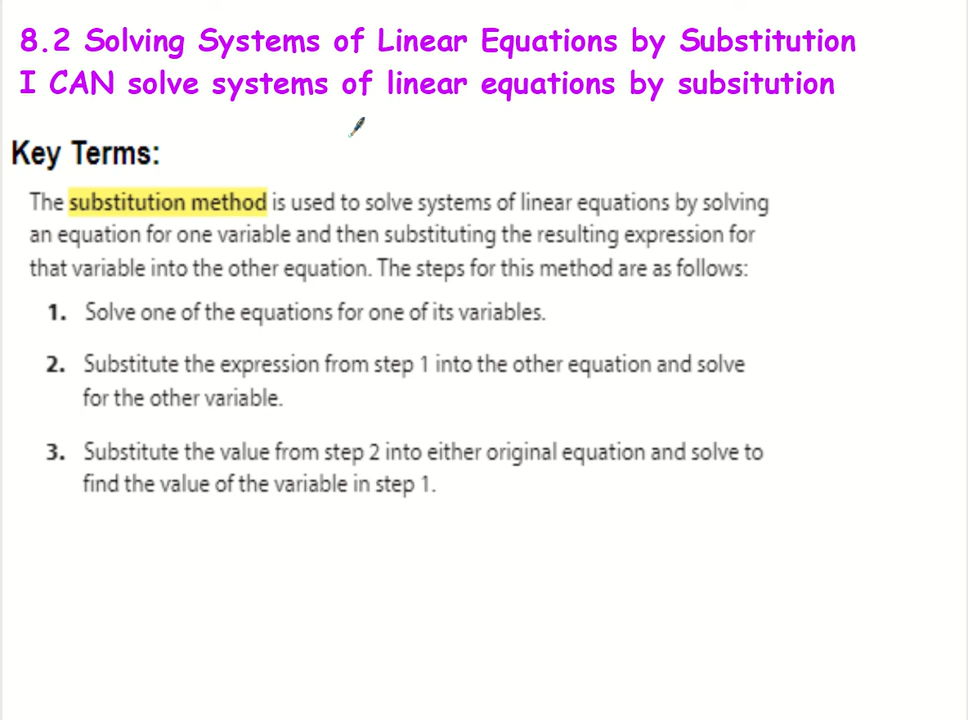 8.2 Solving Systems of Linear Equations by Substitution
I CAN solve systems of linear equations by subsitution
Key Terms:
The substitution method is used to solve systems of linear equations by solving
an equation for one variable and then substituting the resulting expression for
that variable into the other equation. The steps for this method are as follows:
1. Solve one of the equations for one of its variables.
2. Substitute the expression from step 1 into the other equation and solve
for the other variable.
3. Substitute the value from step 2 into either original equation and solve to
find the value of the variable in step 1.